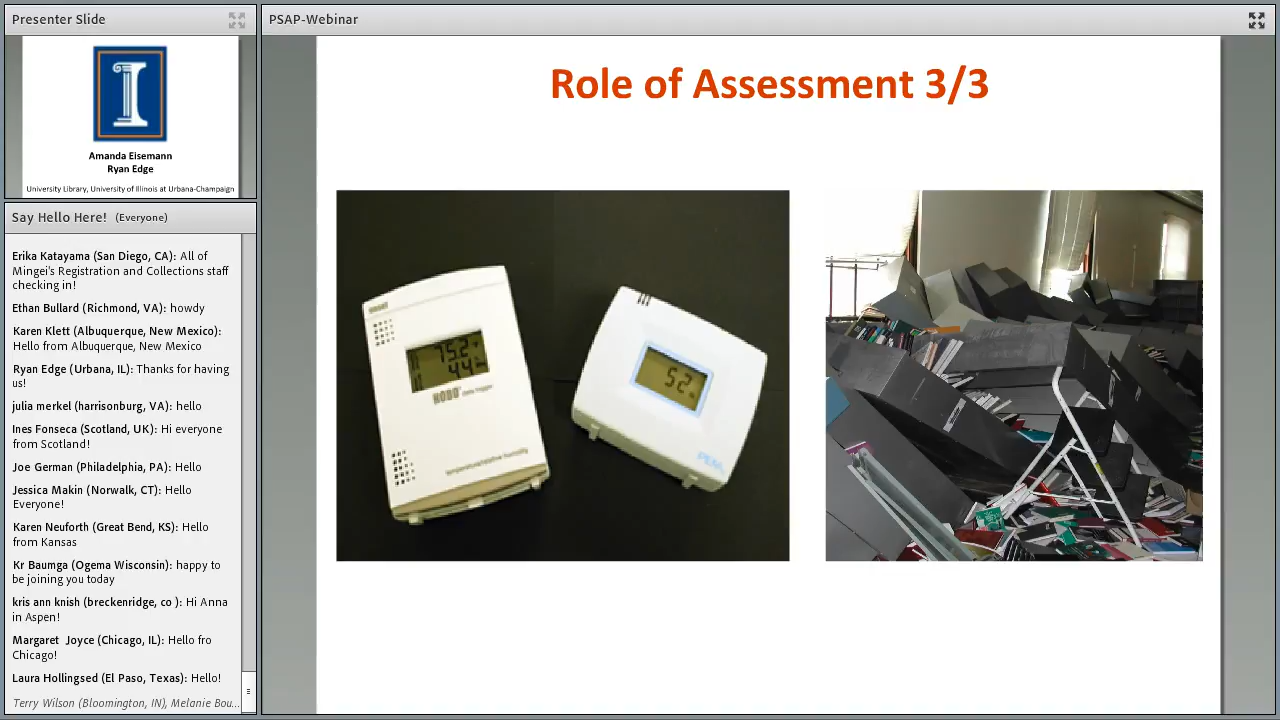 Presenter Slide
Amanda Eisemann
Ryan Edge
University Library, University of Illinois at Urbana-Champaign
Say Hello Here! (Everyone)
Erika Katayama (San Diego, CA): All of
Mingei's Registration and Collections staff
checking in!
Ethan Bullard (Richmond, VA): howdy
Karen Klett (Albuquerque, New Mexico):
Hello from Albuquerque, New Mexico
Ryan Edge (Urbana, IL): Thanks for having
us!
julia merkel (harrisonburg, VA): hello
Ines Fonseca (Scotland, UK): Hi everyone
from Scotland!
Joe German (Philadelphia, PA): Hello
Jessica Makin (Norwalk, CT): Hello
Everyone!
Karen Neuforth (Great Bend, KS): Hello
from Kansas
Kr Baumga (Ogema Wisconsin): happy to
be joining you today
kris ann knish (breckenridge, co ): Hi Anna
in Aspen!
Margaret Joyce (Chicago, IL): Hello fro
Chicago!
Laura Hollingsed (El Paso, Texas): Hello!
Terry Wilson (Bloomington, IN), Melanie Bou...
PSAP-Webinar
Role of Assessment 3/3
75.2
44
HOBO data logger
temperature/relative humidity
52
PEM